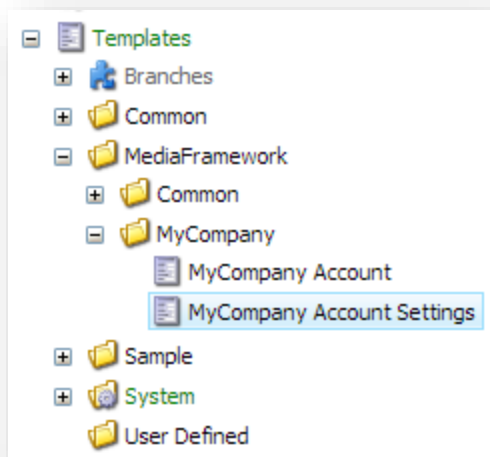 Templates
Branches
Common
MediaFramework
Common
MyCompany
MyCompany Account
MyCompany Account Settings
Sample
System
User Defined